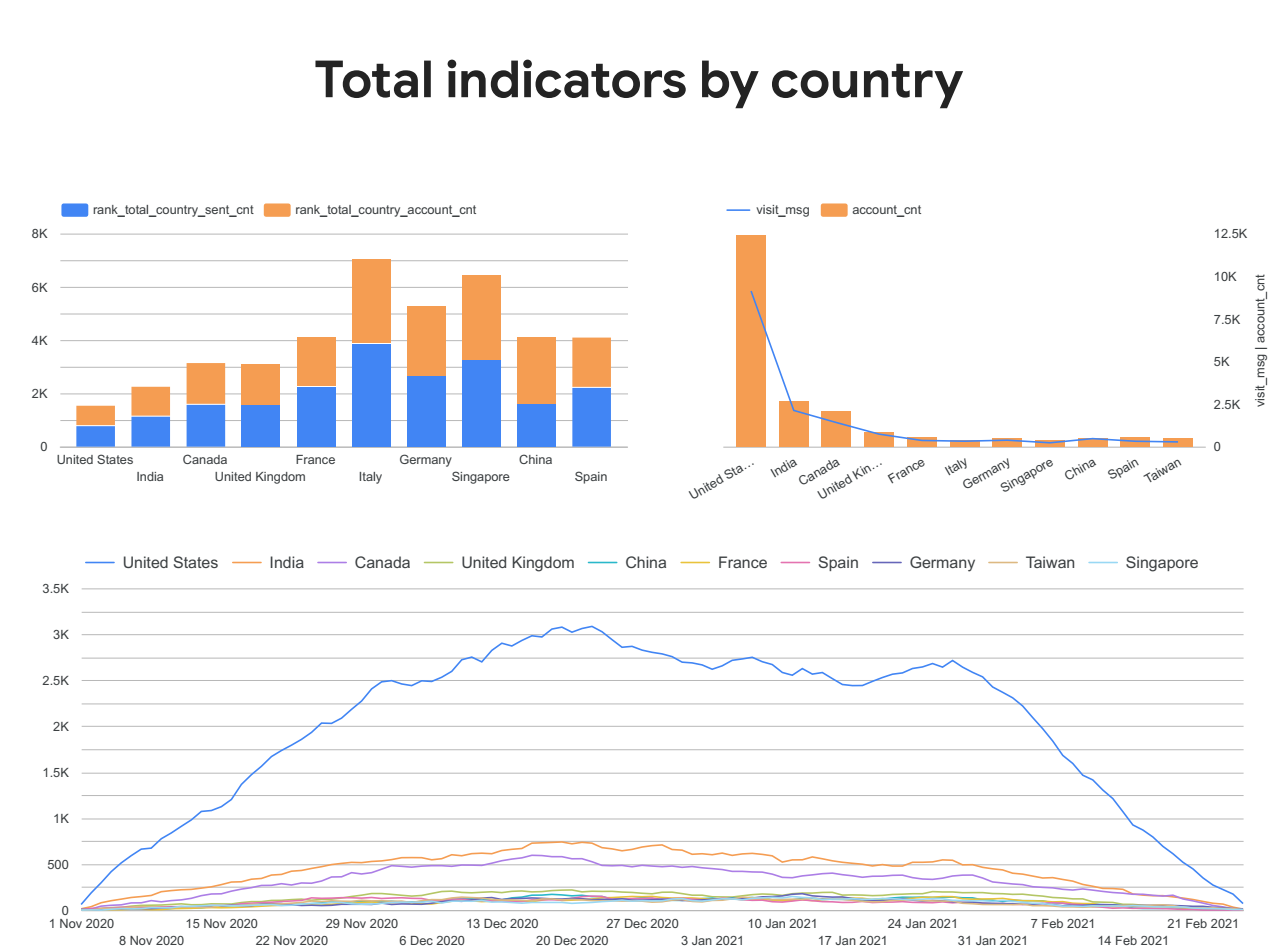 Total indicators by country
rank_total_country_sent_cnt rank_total_country_account_cnt
8K
6K
4K
2K
0
United States Canada France Germany China
India United Kingdom Italy Singapore Spain
visit_msg account_cnt
12.5K
10K
7.5K
5K
2.5K
0
visit_msg | account_cnt
United Sta… India Canada United Kin… France Italy Germany Singapore China Spain Taiwan
United States India Canada United Kingdom China France Spain Germany Taiwan Singapore
3.5K
3K
2.5K
2K
1.5K
1K
500
0
1 Nov 2020 15 Nov 2020 29 Nov 2020 13 Dec 2020 27 Dec 2020 10 Jan 2021 24 Jan 2021 7 Feb 2021 21 Feb 2021
8 Nov 2020 22 Nov 2020 6 Dec 2020 20 Dec 2020 3 Jan 2021 17 Jan 2021 31 Jan 2021 14 Feb 2021